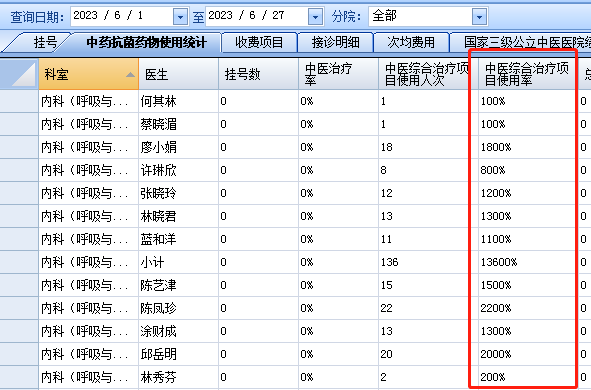 查询日期: 2023 / 6 / 1 至 2023 / 6 / 27 分院: 全部
挂号 中药抗菌药物使用统计 收费项目 接诊明细 次均费用 国家三级公立中医医院
科室 医生 挂号数 中医治疗率 中医综合治疗项目使用人次 中医综合治疗项目使用率
内科（呼吸与... 何其林 0 0% 1 100% 0
内科（呼吸与... 蔡晓湄 0 0% 1 100% 0
内科（呼吸与... 廖小娟 0 0% 18 1800% 0
内科（呼吸与... 许琳欣 0 0% 8 800% 0
内科（呼吸与... 张晓玲 0 0% 12 1200% 0
内科（呼吸与... 林晓君 0 0% 13 1300% 0
内科（呼吸与... 蓝和洋 0 0% 11 1100% 0
内科（呼吸与... 小计 0 0% 136 13600% 0
内科（呼吸与... 陈艺津 0 0% 15 1500% 0
内科（呼吸与... 陈凤珍 0 0% 22 2200% 0
内科（呼吸与... 涂财成 0 0% 13 1300% 0
内科（呼吸与... 邱岳明 0 0% 20 2000% 0
内科（呼吸与... 林秀芬 0 0% 2 200% 0